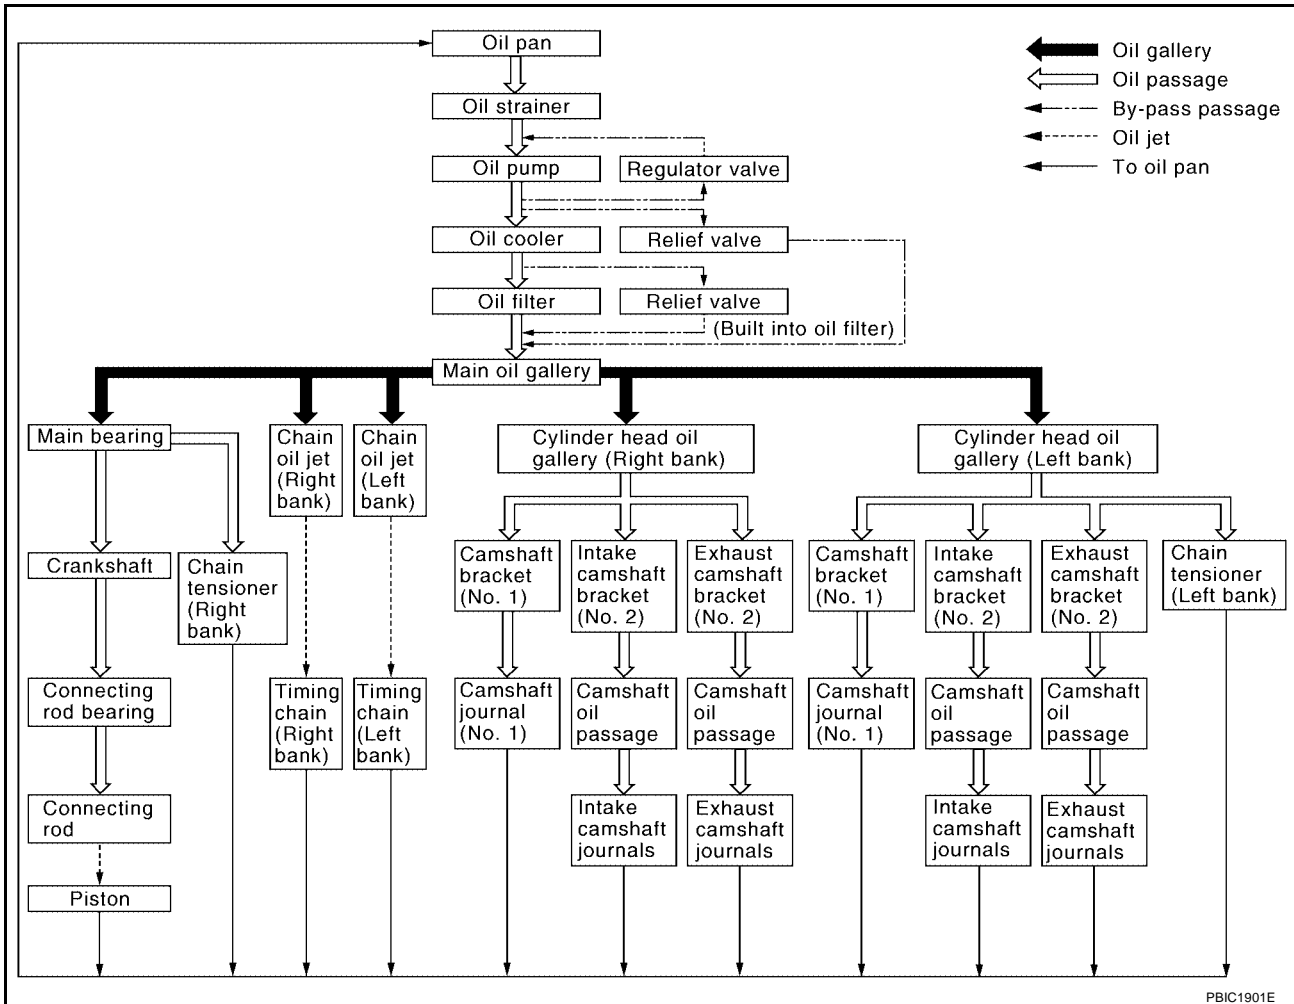 Oil pan
Oil gallery
Oil passage
By-pass passage
Oil jet
To oil pan
Oil strainer
Oil pump
Regulator valve
Oil cooler
Relief valve
Oil filter
Relief valve
(Built into oil filter)
Main oil gallery
Main bearing
Chain
oil jet
(Right
bank)
Chain
oil jet
(Left
bank)
Cylinder head oil
gallery (Right bank)
Cylinder head oil
gallery (Left bank)
Crankshaft
Chain
tensioner
(Right
bank)
Camshaft
bracket
(No. 1)
Intake
camshaft
bracket
(No. 2)
Exhaust
camshaft
bracket
(No. 2)
Camshaft
bracket
(No. 1)
Intake
camshaft
bracket
(No. 2)
Exhaust
camshaft
bracket
(No. 2)
Chain
tensioner
(Left bank)
Connecting
rod bearing
Timing
chain
(Right
bank)
Timing
chain
(Left
bank)
Camshaft
journal
(No. 1)
Camshaft
oil
passage
Camshaft
oil
passage
Camshaft
journal
(No. 1)
Camshaft
oil
passage
Camshaft
oil
passage
Connecting
rod
Intake
camshaft
journals
Exhaust
camshaft
journals
Intake
camshaft
journals
Exhaust
camshaft
journals
Piston
PBIC1901E